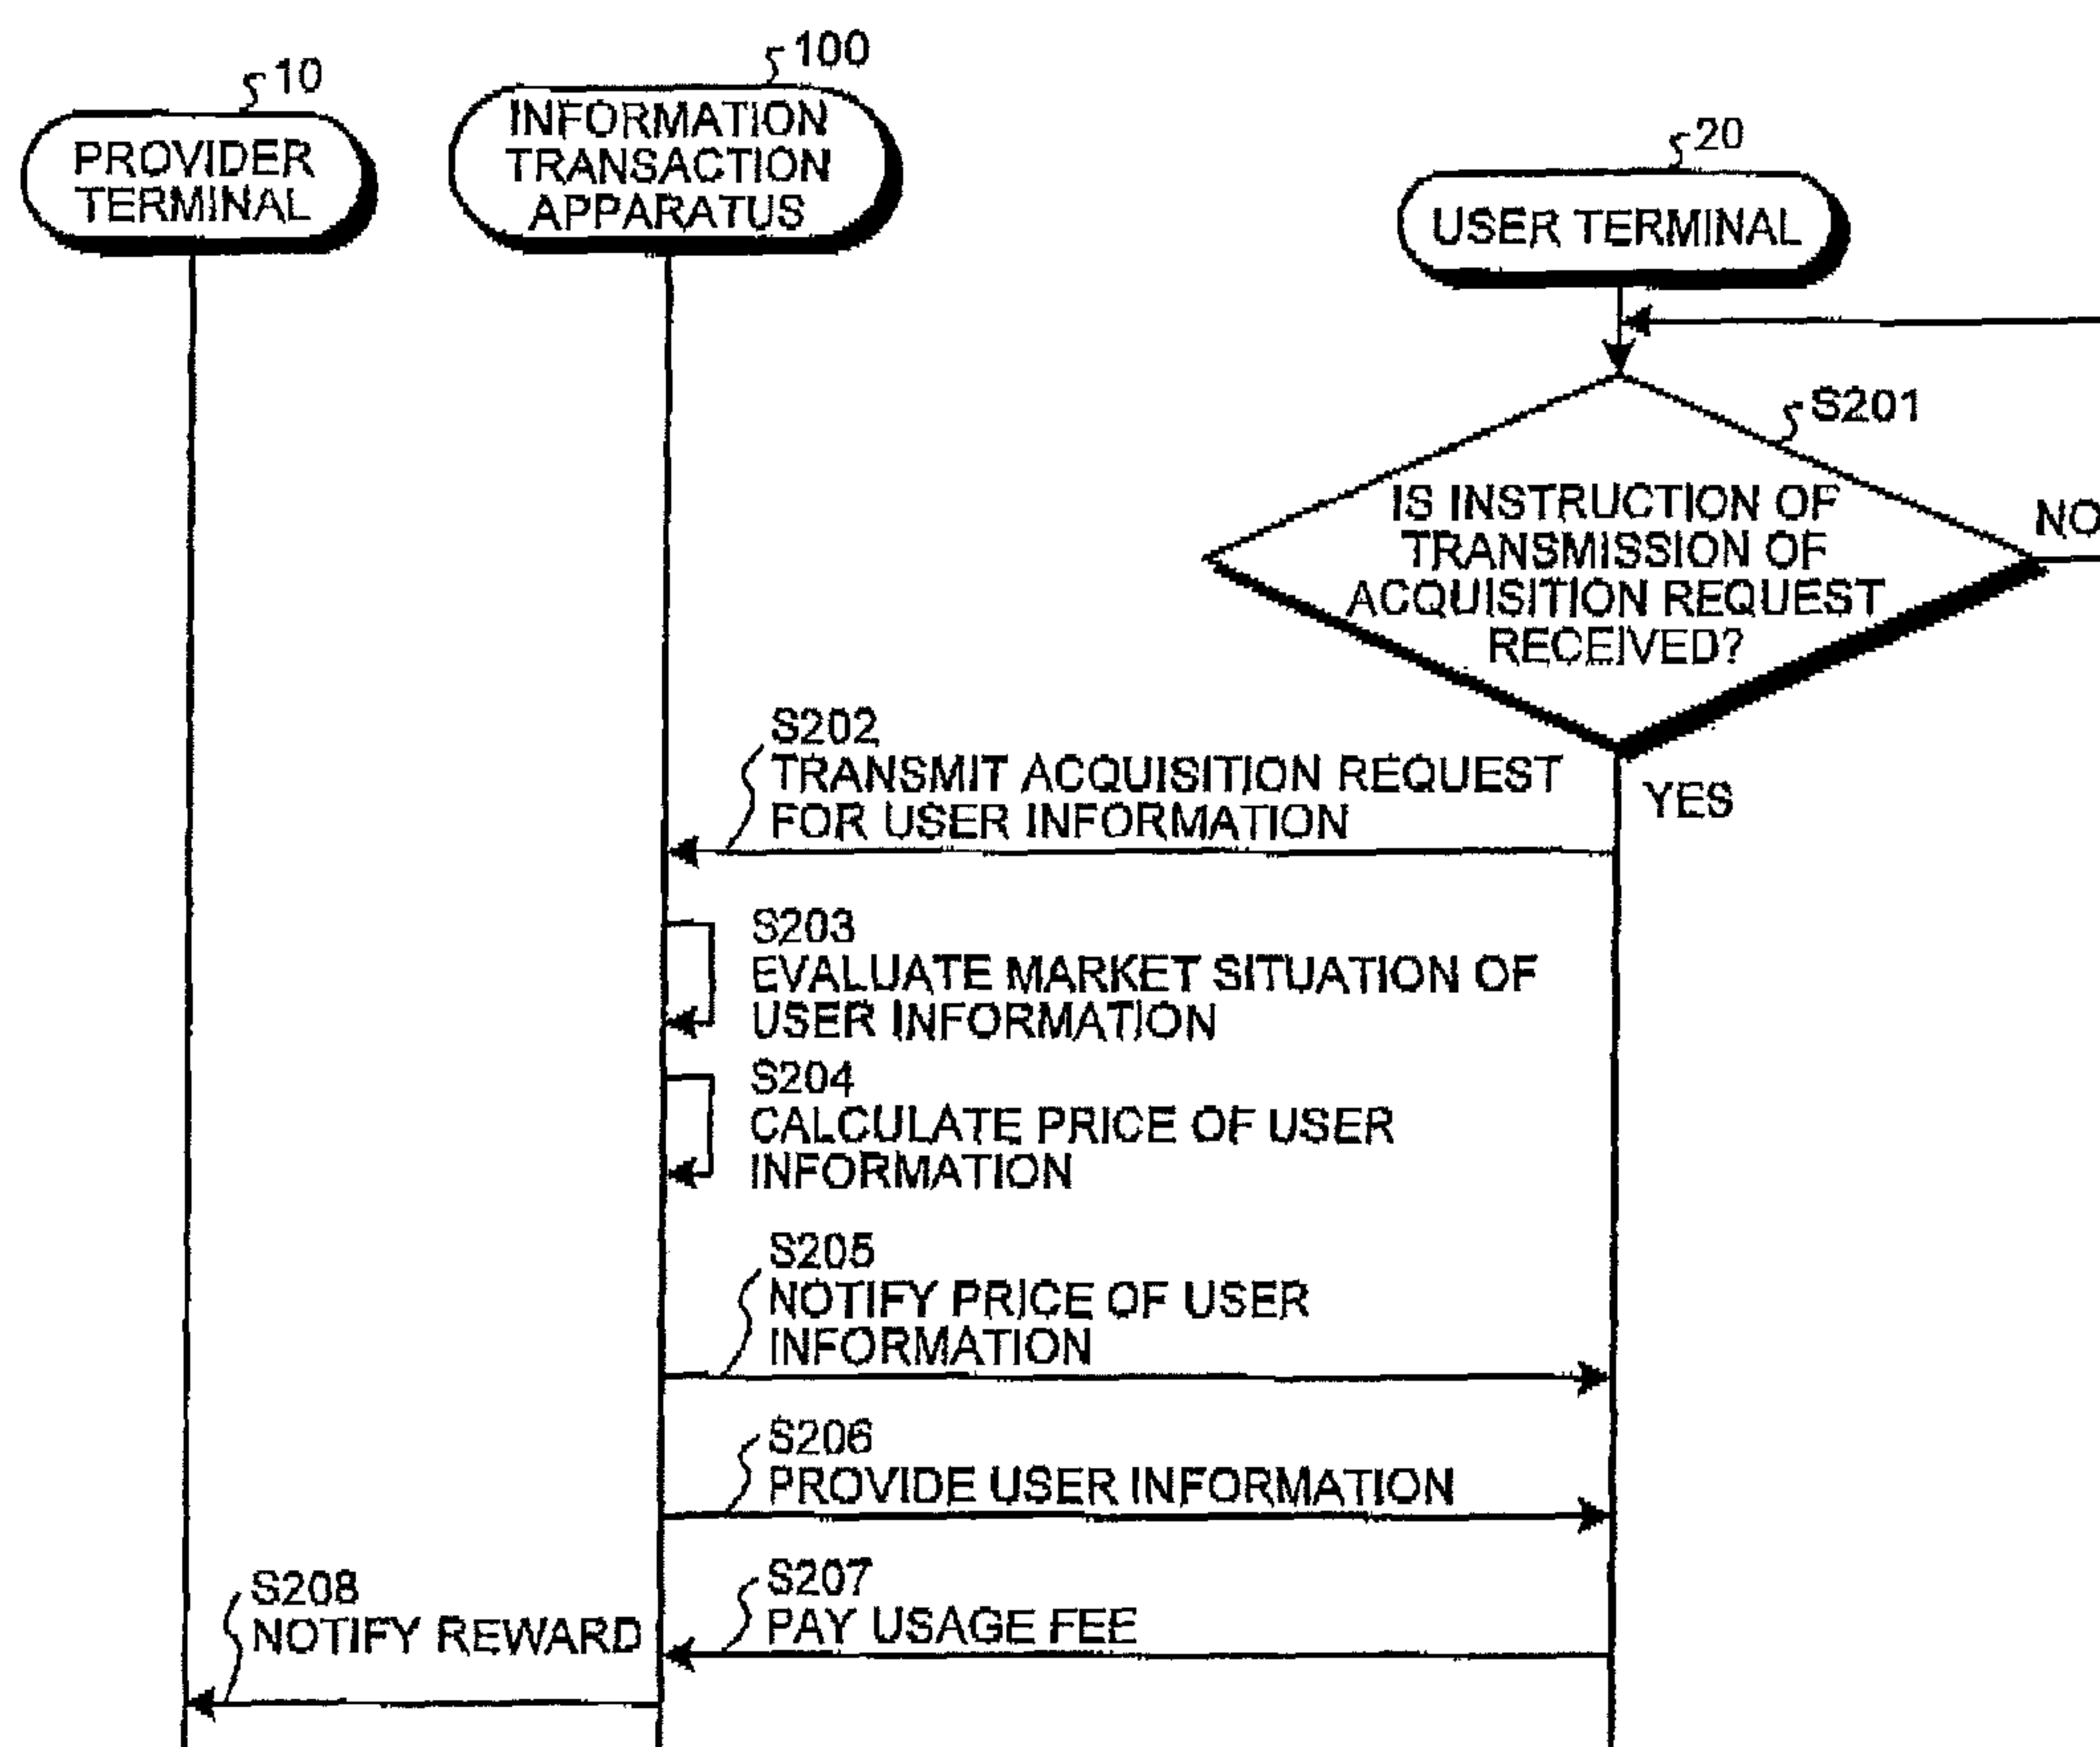 10
PROVIDER
TERMINAL
100
INFORMATION
TRANSACTION
APPARATUS
20
USER TERMINAL
S201
IS INSTRUCTION OF
TRANSMISSION OF
ACQUISITION REQUEST
RECEIVED?
NO
YES
S202
TRANSMIT ACQUISITION REQUEST
FOR USER INFORMATION
S203
EVALUATE MARKET SITUATION OF
USER INFORMATION
S204
CALCULATE PRICE OF USER
INFORMATION
S205
NOTIFY PRICE OF USER
INFORMATION
S206
PROVIDE USER INFORMATION
S207
PAY USAGE FEE
S208
NOTIFY REWARD